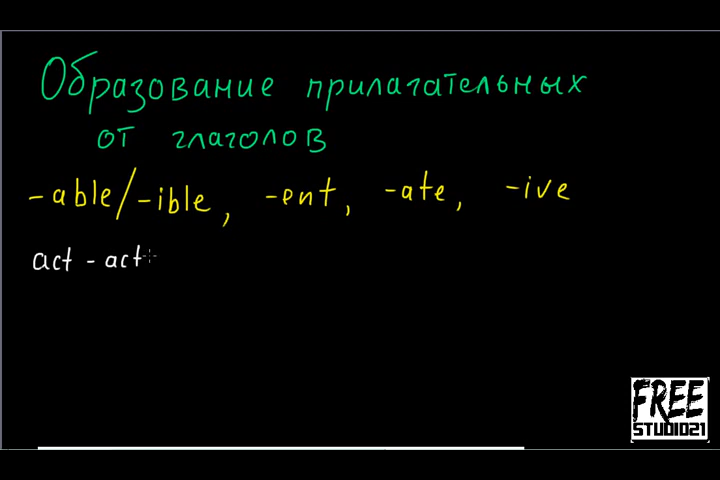 Образование прилагательных
от глаголов
-able/-ible, -ent, -ate, -ive
act - act
FREE
STUDIO21